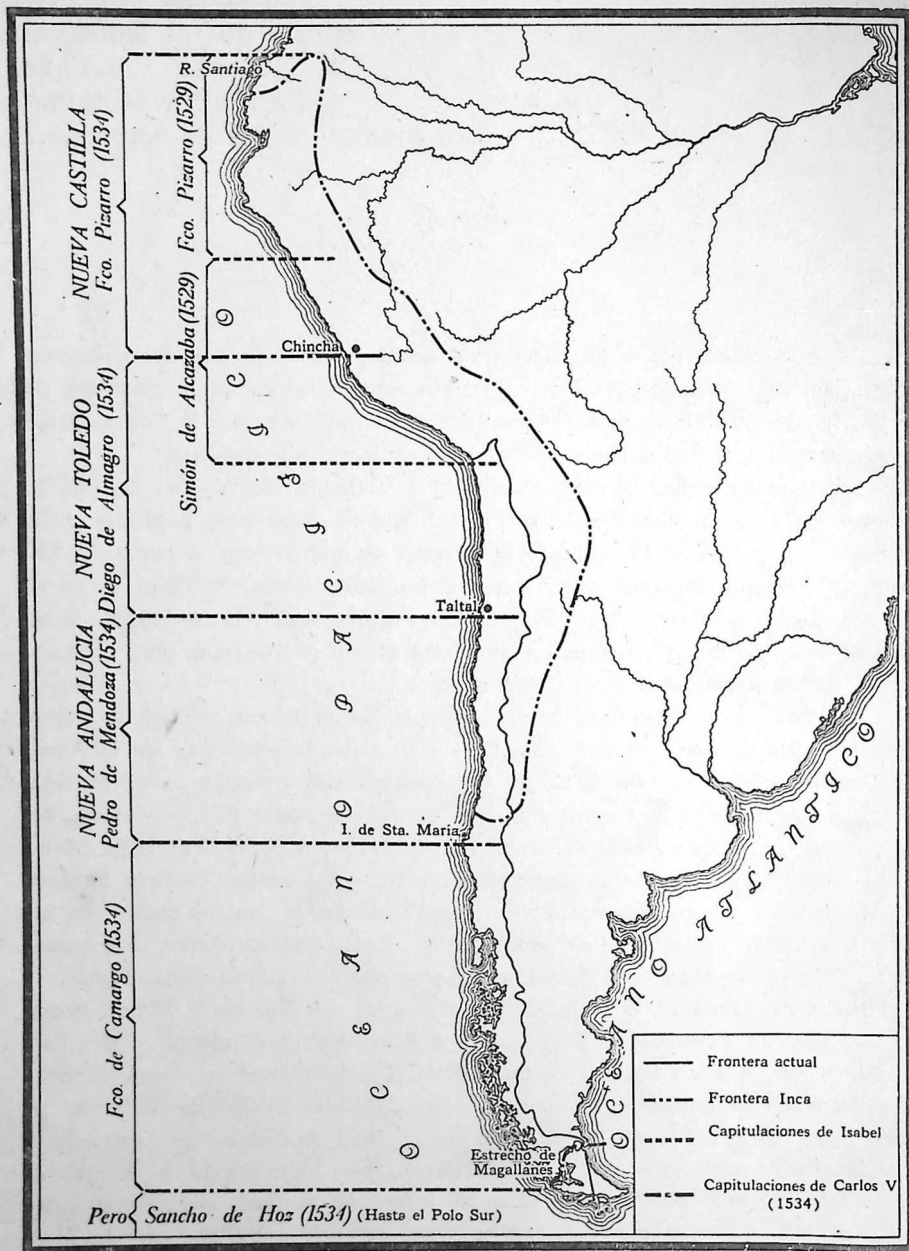 NUEVA CASTILLA
Fco. Pizarro (1534)
NUEVA TOLEDO
Diego de Almagro (1534)
NUEVA ANDALUCIA
Pedro de Mendoza (1534)
Fco. de Camargo (1534)
Pero Sancho de Hoz (1534) (Hasta el Polo Sur)
Fco. Pizarro (1529)
Simón de Alcazaba (1529)
R. Santiago
Chincha
Taltal
I. de Sta. Maria
Estrecho de
Magallanes
OCEANO PACIFICO
OCEANO ATLANTICO
Frontera actual
Frontera Inca
Capitulaciones de Isabel
Capitulaciones de Carlos V
(1534)